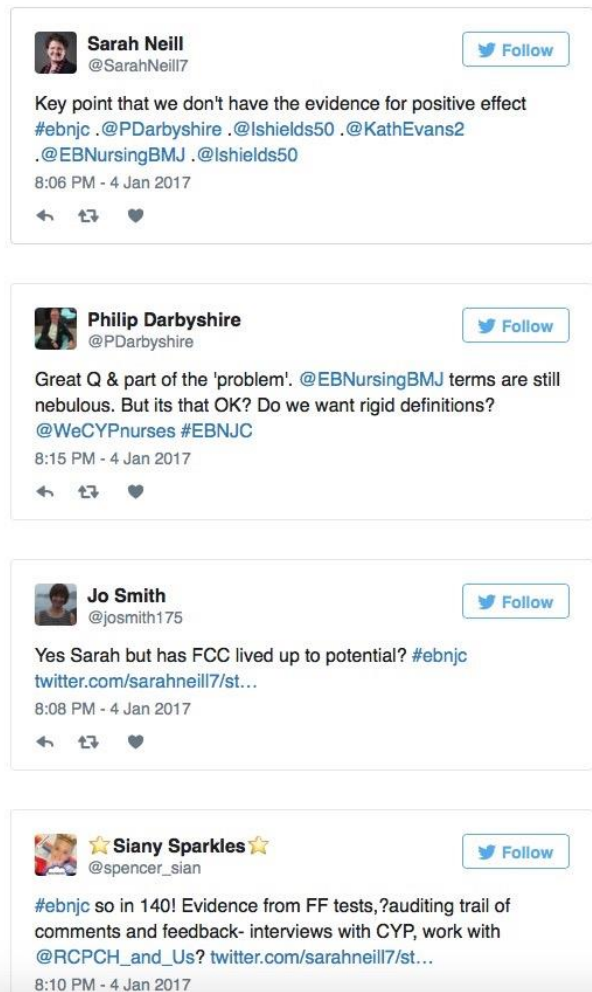 Sarah Neill
@SarahNeill7
Follow
Key point that we don't have the evidence for positive effect
#ebnjc .@PDarbyshire .@lshields50 .@KathEvans2
.@EBNursingBMJ .@lshields50
8:06 PM - 4 Jan 2017
Philip Darbyshire
@PDarbyshire
Follow
Great Q & part of the 'problem'. @EBNursingBMJ terms are still
nebulous. But its that OK? Do we want rigid definitions?
@WeCYPnurses #EBNJC
8:15 PM - 4 Jan 2017
Jo Smith
@josmith175
Follow
Yes Sarah but has FCC lived up to potential? #ebnjc
twitter.com/sarahneill7/st…
8:08 PM - 4 Jan 2017
⭐Siany Sparkles⭐
@spencer_sian
Follow
#ebnjc so in 140! Evidence from FF tests,?auditing trail of
comments and feedback- interviews with CYP, work with
@RCPCH_and_Us? twitter.com/sarahneill7/st…
8:10 PM - 4 Jan 2017